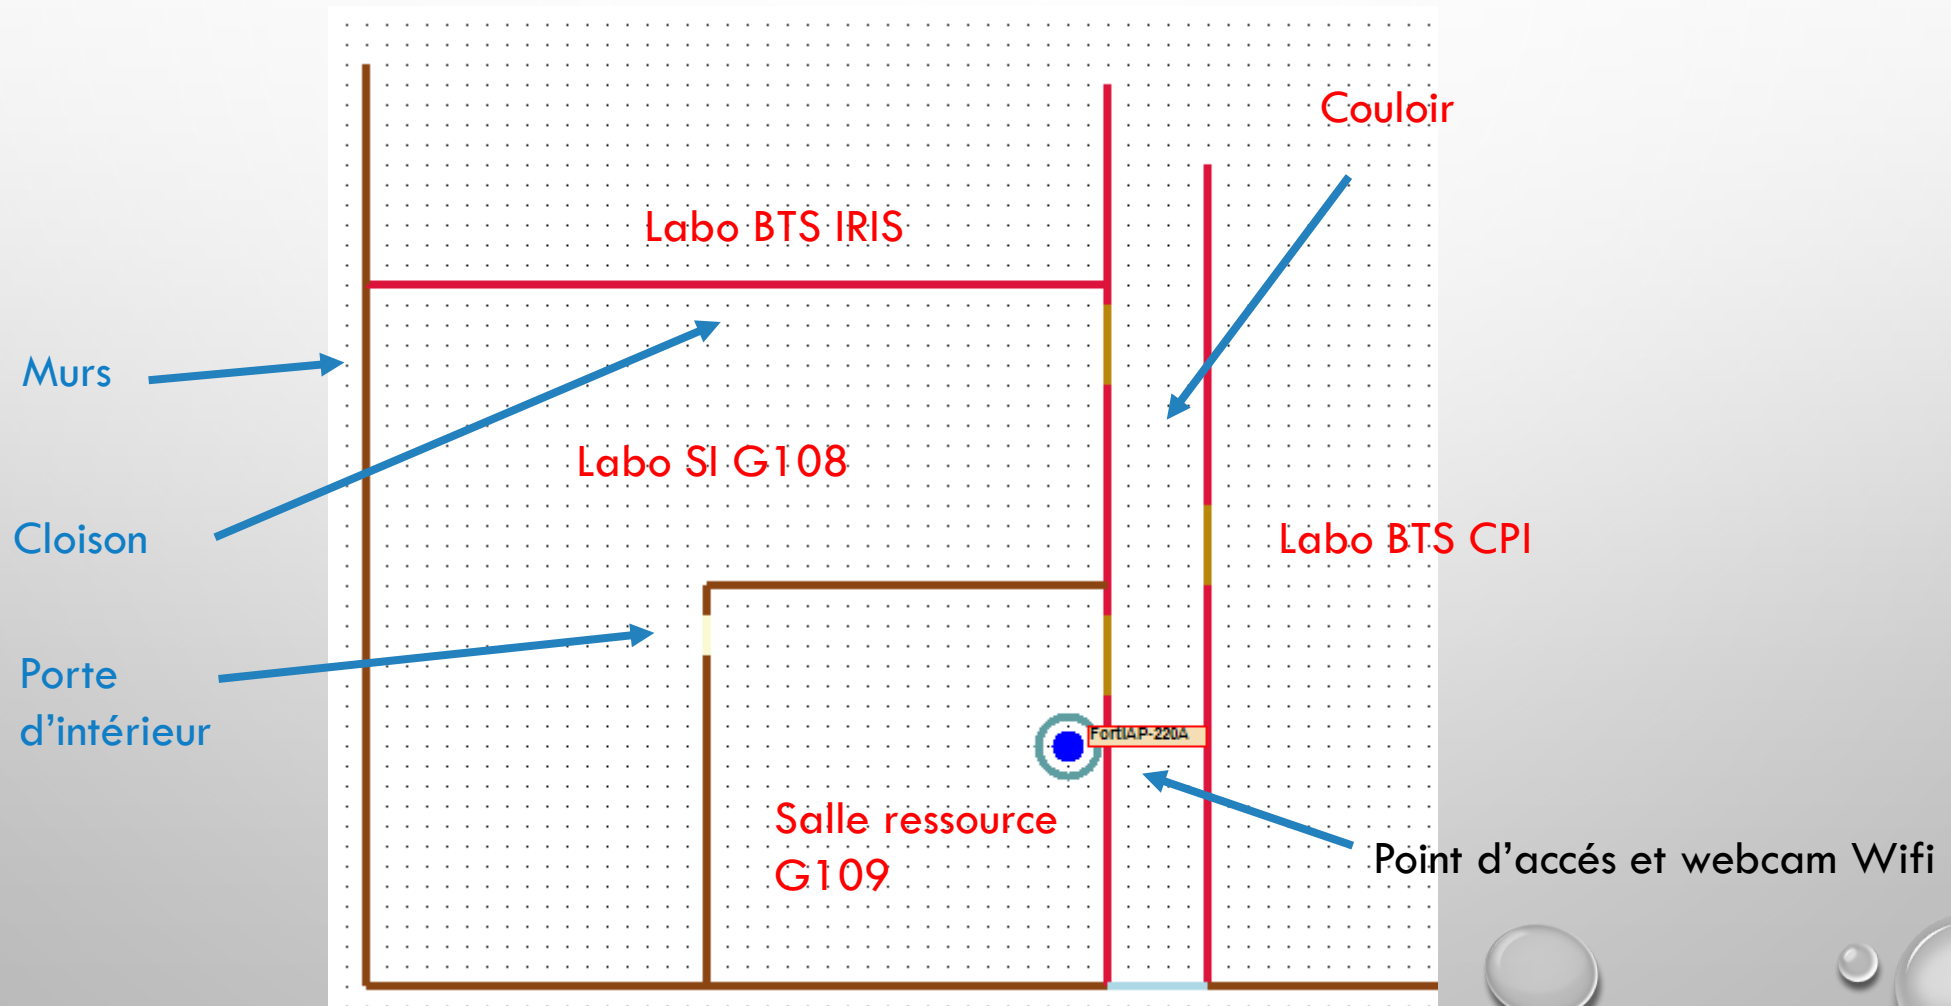 Couloir
Labo BTS IRIS
Murs
Labo SI G108
Cloison
Labo BTS CPI
Porte
d’intérieur
FortiAP-220A
Salle ressource
G109
Point d’accés et webcam Wifi